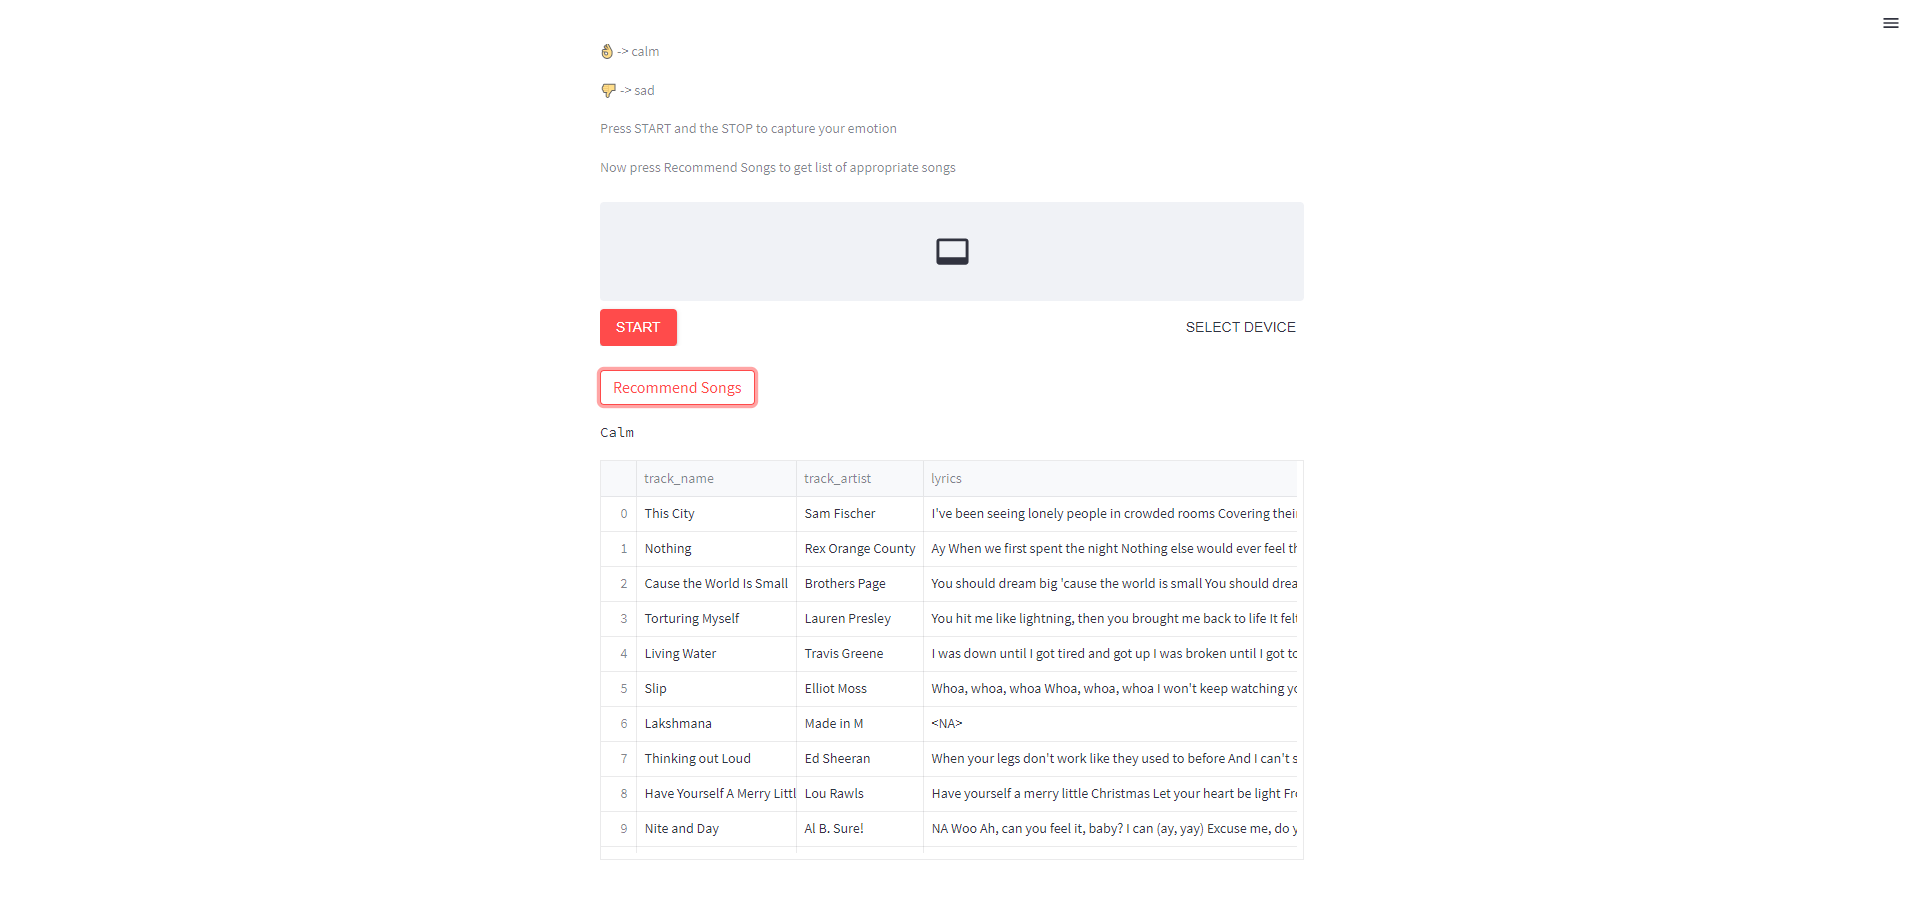 👌 -> calm
👎 -> sad
Press START and the STOP to capture your emotion
Now press Recommend Songs to get list of appropriate songs
START
SELECT DEVICE
Recommend Songs
Calm
track_name track_artist lyrics
0 This City Sam Fischer I've been seeing lonely people in crowded rooms Covering thei
1 Nothing Rex Orange County Ay When we first spent the night Nothing else would ever feel th
2 Cause the World Is Small Brothers Page You should dream big 'cause the world is small You should drea
3 Torturing Myself Lauren Presley You hit me like lightning, then you brought me back to life It felt
4 Living Water Travis Greene I was down until I got tired and got up I was broken until I got to
5 Slip Elliot Moss Whoa, whoa, whoa Whoa, whoa, whoa I won't keep watching yo
6 Lakshmana Made in M <NA>
7 Thinking out Loud Ed Sheeran When your legs don't work like they used to before And I can't s
8 Have Yourself A Merry Littl Lou Rawls Have yourself a merry little Christmas Let your heart be light Fr
9 Nite and Day Al B. Sure! NA Woo Ah, can you feel it, baby? I can (ay, yay) Excuse me, do y